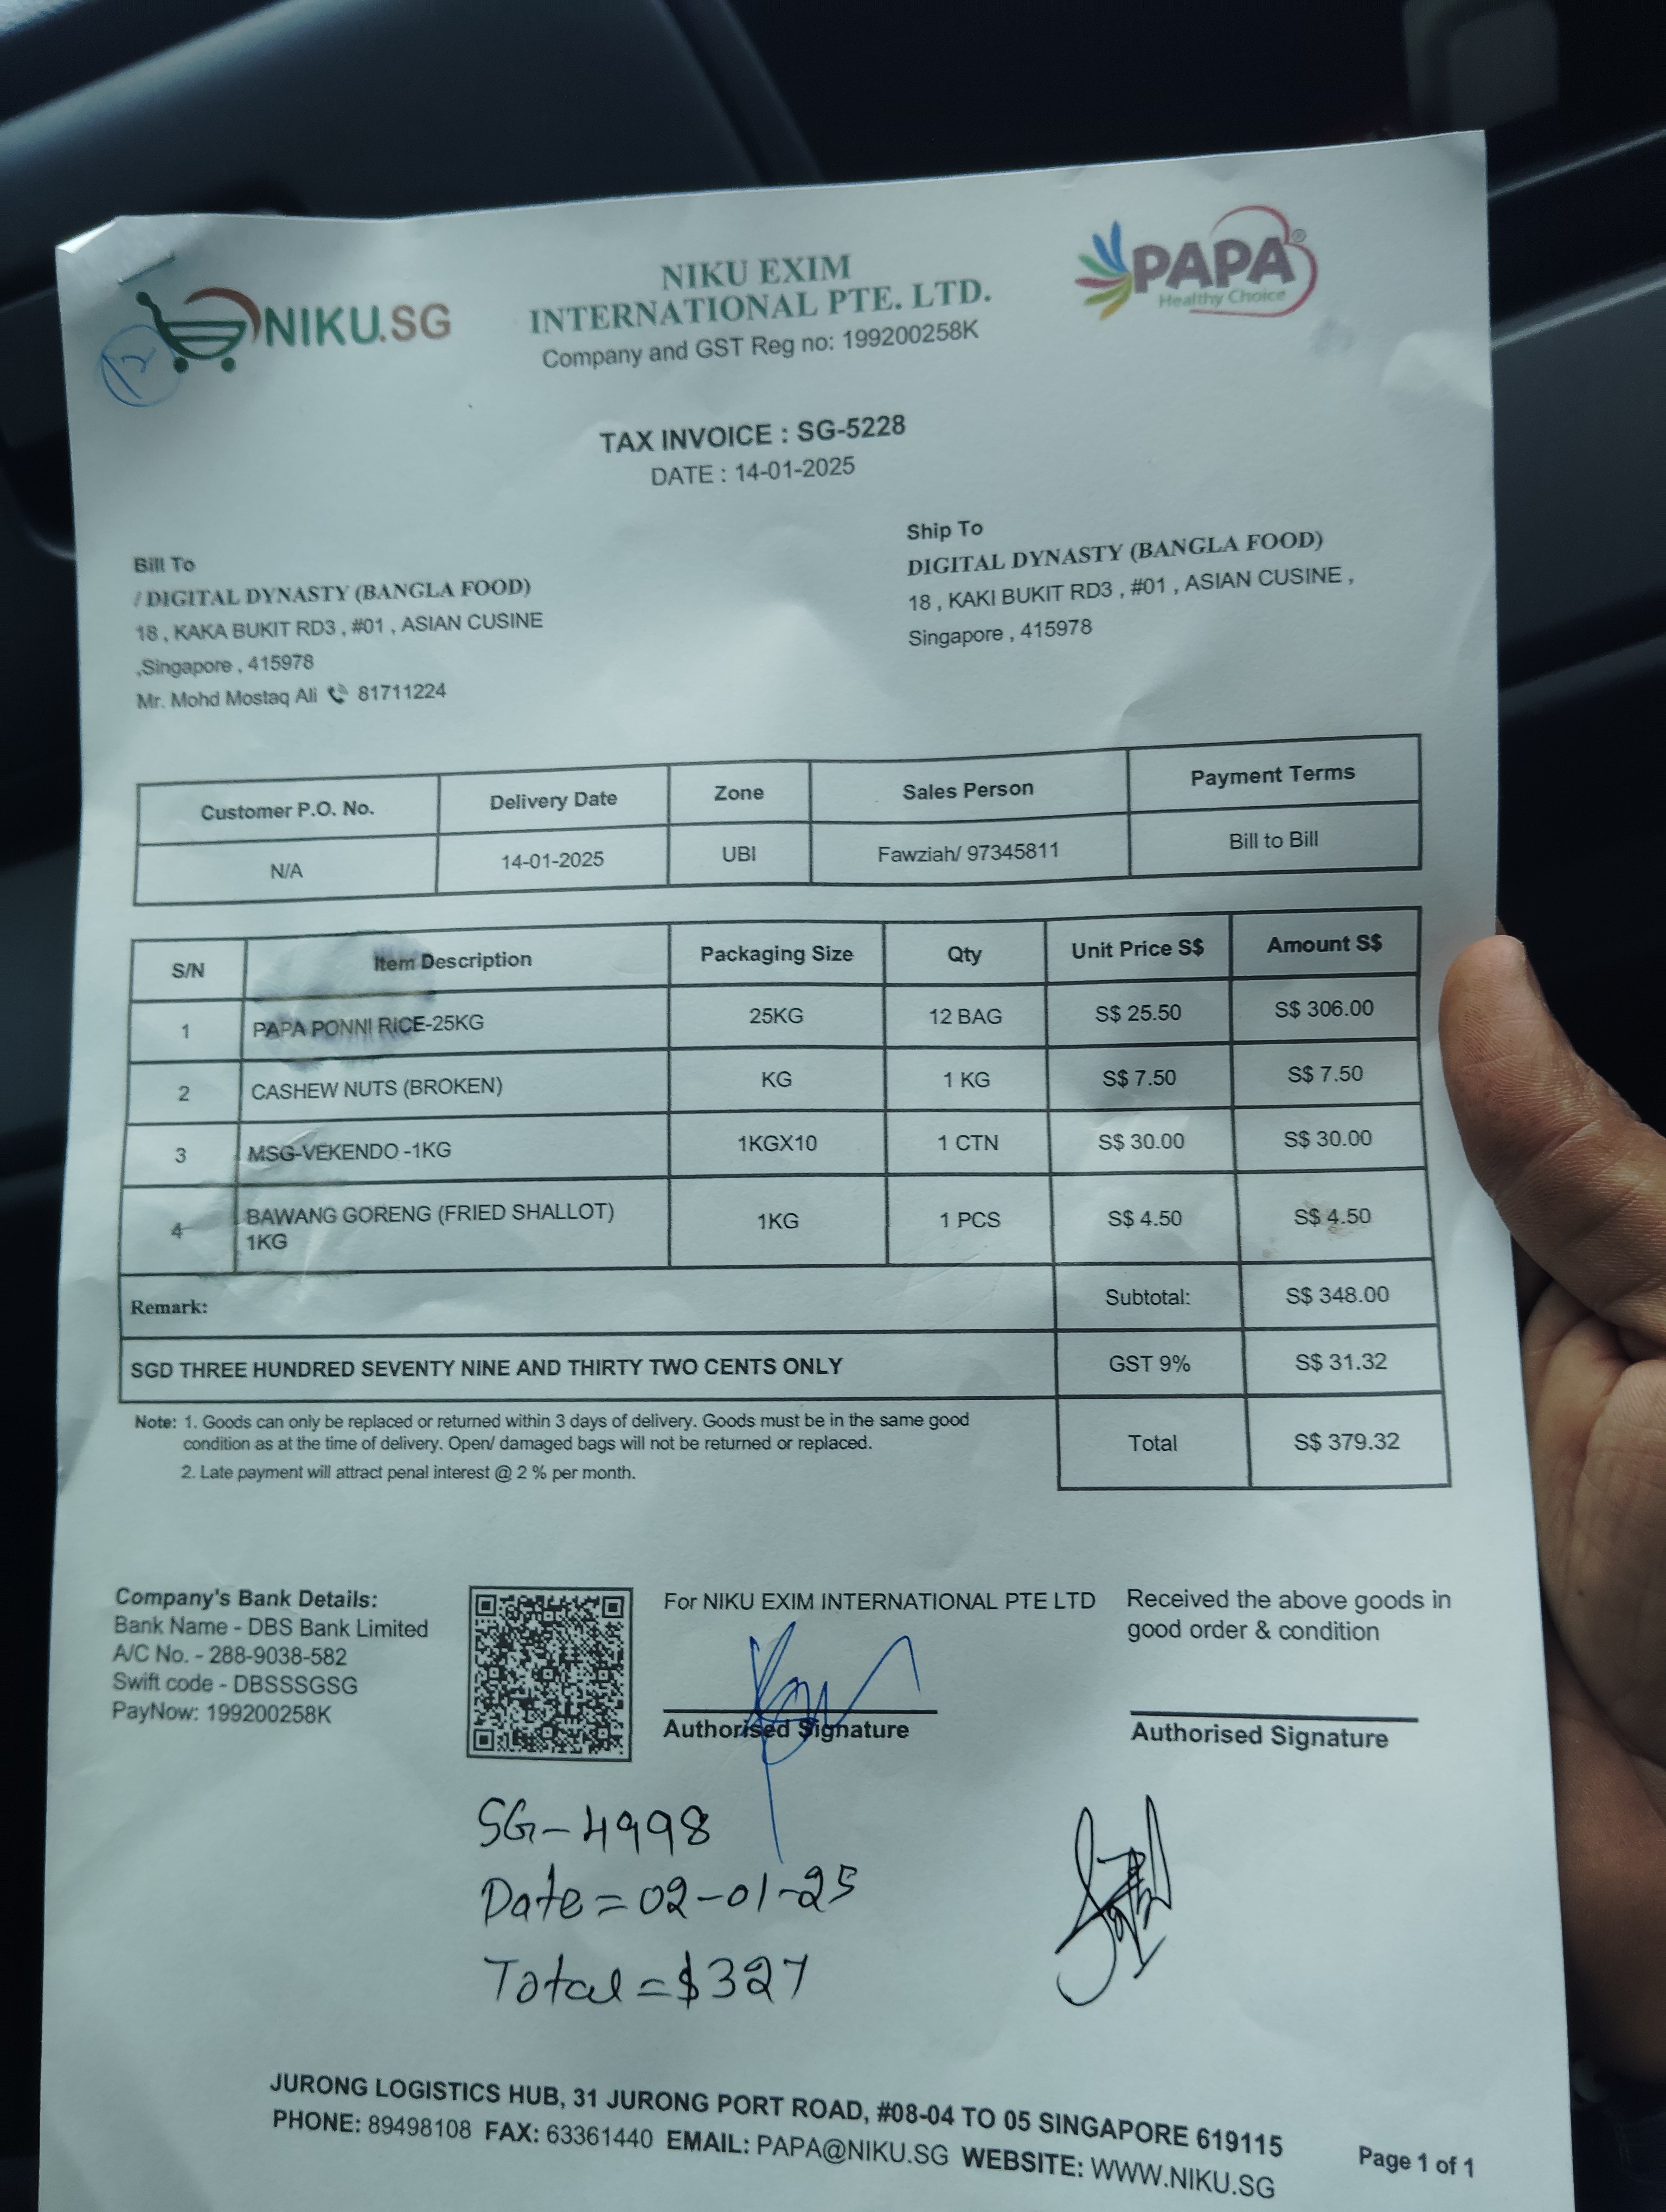 NIKU.SG
NIKU EXIM
INTERNATIONAL PTE. LTD.
Company and GST Reg no: 199200258K
PAPA®
Healthy Choice
12
TAX INVOICE : SG-5228
DATE : 14-01-2025
Bill To
/ DIGITAL DYNASTY (BANGLA FOOD)
18 , KAKA BUKIT RD3 , #01 , ASIAN CUSINE
,Singapore , 415978
Mr. Mohd Mostaq Ali 81711224
Ship To
DIGITAL DYNASTY (BANGLA FOOD)
18 , KAKI BUKIT RD3 , #01 , ASIAN CUSINE ,
Singapore , 415978
Customer P.O. No. Delivery Date Zone Sales Person Payment Terms
N/A 14-01-2025 UBI Fawziah/ 97345811 Bill to Bill
S/N Item Description Packaging Size Qty Unit Price S$ Amount S$
1 PAPA PONNI RICE-25KG 25KG 12 BAG S$ 25.50 S$ 306.00
2 CASHEW NUTS (BROKEN) KG 1 KG S$ 7.50 S$ 7.50
3 MSG-VEKENDO -1KG 1KGX10 1 CTN S$ 30.00 S$ 30.00
4 BAWANG GORENG (FRIED SHALLOT) 1KG 1 PCS S$ 4.50 S$ 4.50
1KG
Remark: Subtotal: S$ 348.00
SGD THREE HUNDRED SEVENTY NINE AND THIRTY TWO CENTS ONLY GST 9% S$ 31.32
Total S$ 379.32
Note: 1. Goods can only be replaced or returned within 3 days of delivery. Goods must be in the same good
condition as at the time of delivery. Open/ damaged bags will not be returned or replaced.
2. Late payment will attract penal interest @ 2 % per month.
Company's Bank Details:
Bank Name - DBS Bank Limited
A/C No. - 288-9038-582
Swift code - DBSSSGSG
PayNow: 199200258K
For NIKU EXIM INTERNATIONAL PTE LTD
Authorised Signature
Received the above goods in
good order & condition
Authorised Signature
SG-4998
Date = 02-01-25
Total = $327
JURONG LOGISTICS HUB, 31 JURONG PORT ROAD, #08-04 TO 05 SINGAPORE 619115
PHONE: 89498108 FAX: 63361440 EMAIL: PAPA@NIKU.SG WEBSITE: WWW.NIKU.SG
Page 1 of 1